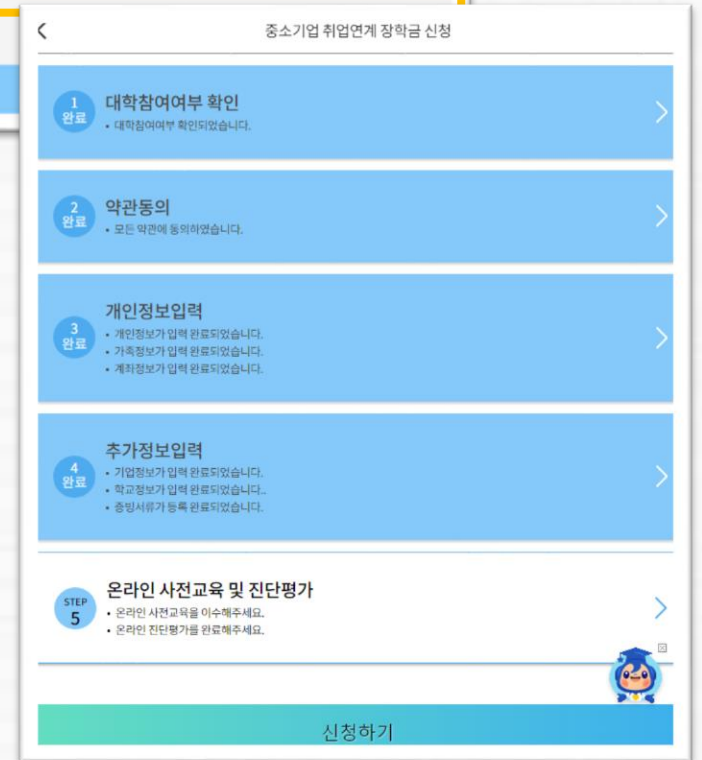 중소기업 취업연계 장학금 신청
1
완료
대학참여여부 확인
• 대학참여여부 확인되었습니다.
2
완료
약관동의
• 모든 약관에 동의하였습니다.
3
완료
개인정보입력
• 개인정보가 입력 완료되었습니다.
• 가족정보가 입력 완료되었습니다.
• 계좌정보가 입력 완료되었습니다.
4
완료
추가정보입력
• 기업정보가 입력 완료되었습니다.
• 학교정보가 입력 완료되었습니다..
• 증빙서류가 등록 완료되었습니다.
STEP
5
온라인 사전교육 및 진단평가
• 온라인 사전교육을 이수해주세요.
• 온라인 진단평가를 완료해주세요.
신청하기